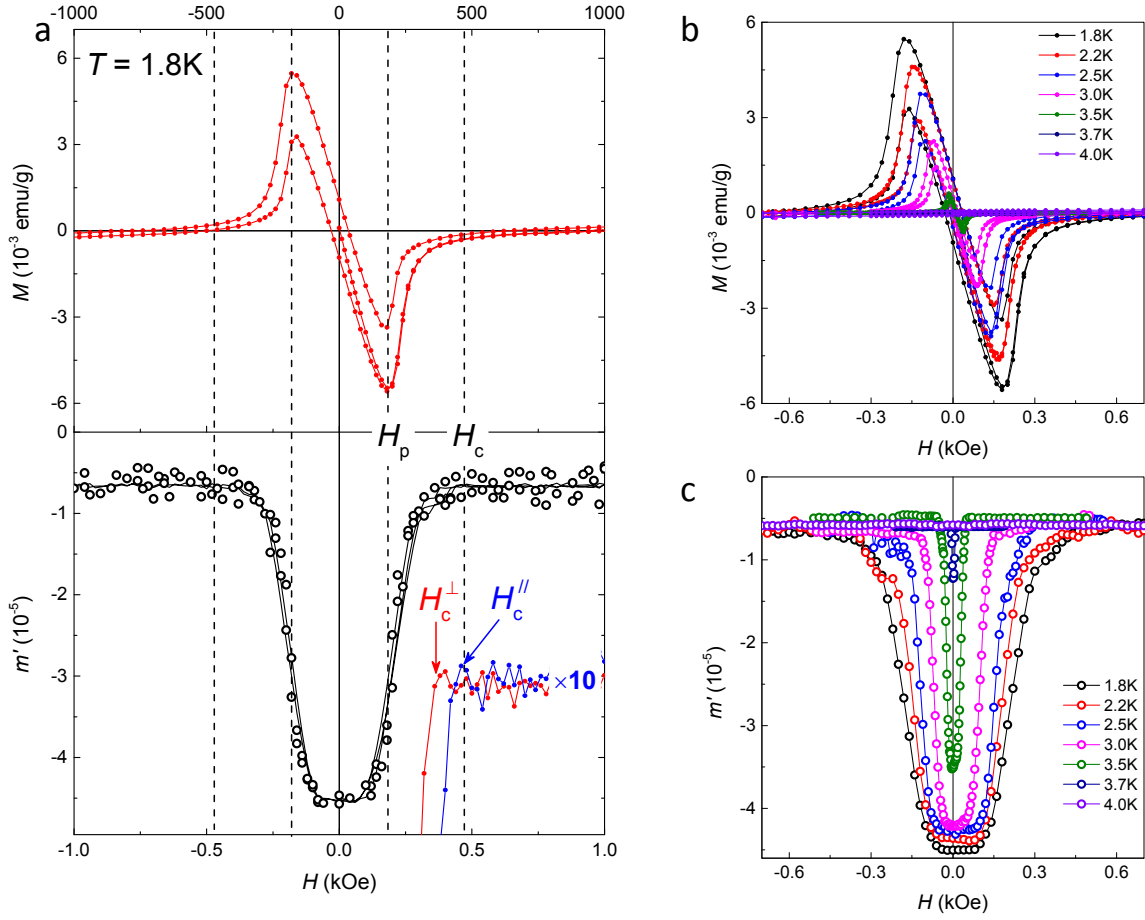 -1000 -500 0 500 1000
a
T = 1.8K
6
3
0
-3
-6
M (10⁻³ emu/g)
Hp
Hc
0
-1
-2
-3
-4
m′ (10⁻⁵)
Hc⊥
Hc//
×10
-1.0 -0.5 0.0 0.5 1.0
H (kOe)
b
1.8K
2.2K
2.5K
3.0K
3.5K
3.7K
4.0K
6
3
0
-3
-6
M (10⁻³ emu/g)
-0.6 -0.3 0.0 0.3 0.6
H (kOe)
c
0
-1
-2
-3
-4
m′ (10⁻⁵)
1.8K
2.2K
2.5K
3.0K
3.5K
3.7K
4.0K
-0.6 -0.3 0.0 0.3 0.6
H (kOe)